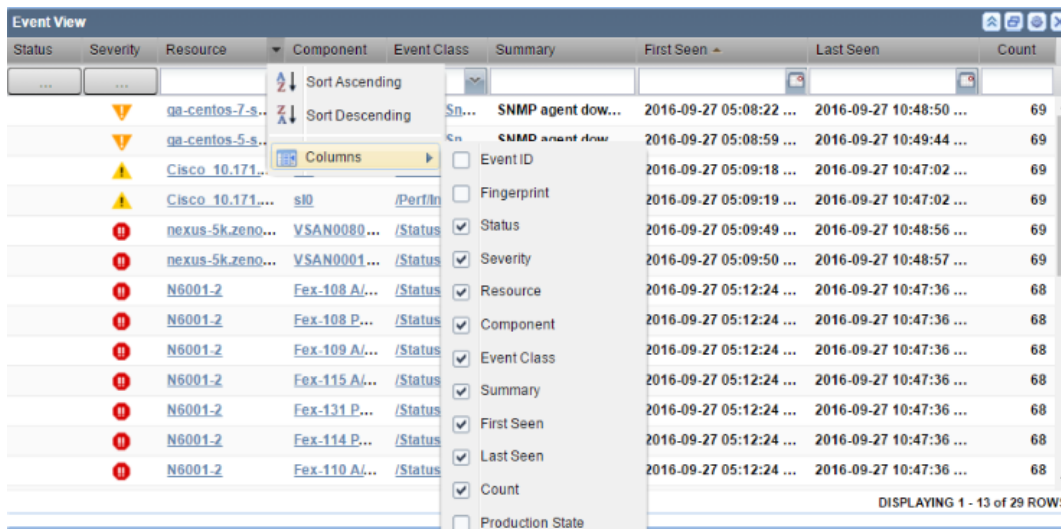 Event View
Status Severity Resource Component Event Class Summary First Seen Last Seen Count
... ...
Sort Ascending
Sort Descending
Columns
Event ID
Fingerprint
Status
Severity
Resource
Component
Event Class
Summary
First Seen
Last Seen
Count
Production State
qa-centos-7-s... Sn... SNMP agent dow... 2016-09-27 05:08:22 ... 2016-09-27 10:48:50 ... 69
qa-centos-5-s... Sn SNMP agent dow 2016-09-27 05:08:59 ... 2016-09-27 10:49:44 ... 69
Cisco 10.171.... 2016-09-27 05:09:18 ... 2016-09-27 10:47:02 ... 69
Cisco 10.171.... sl0 /Perf/In 2016-09-27 05:09:19 ... 2016-09-27 10:47:02 ... 69
nexus-5k.zeno... VSAN0080... /Status 2016-09-27 05:09:49 ... 2016-09-27 10:48:56 ... 69
nexus-5k.zeno... VSAN0001... /Status 2016-09-27 05:09:50 ... 2016-09-27 10:48:57 ... 69
N6001-2 Fex-108 A/... /Status 2016-09-27 05:12:24 ... 2016-09-27 10:47:36 ... 68
N6001-2 Fex-108 P... /Status 2016-09-27 05:12:24 ... 2016-09-27 10:47:36 ... 68
N6001-2 Fex-109 A/... /Status 2016-09-27 05:12:24 ... 2016-09-27 10:47:36 ... 68
N6001-2 Fex-115 A/... /Status 2016-09-27 05:12:24 ... 2016-09-27 10:47:36 ... 68
N6001-2 Fex-131 P... /Status 2016-09-27 05:12:24 ... 2016-09-27 10:47:36 ... 68
N6001-2 Fex-114 P... /Status 2016-09-27 05:12:24 ... 2016-09-27 10:47:36 ... 68
N6001-2 Fex-110 A/... /Status 2016-09-27 05:12:24 ... 2016-09-27 10:47:36 ... 68
DISPLAYING 1 - 13 of 29 ROWS